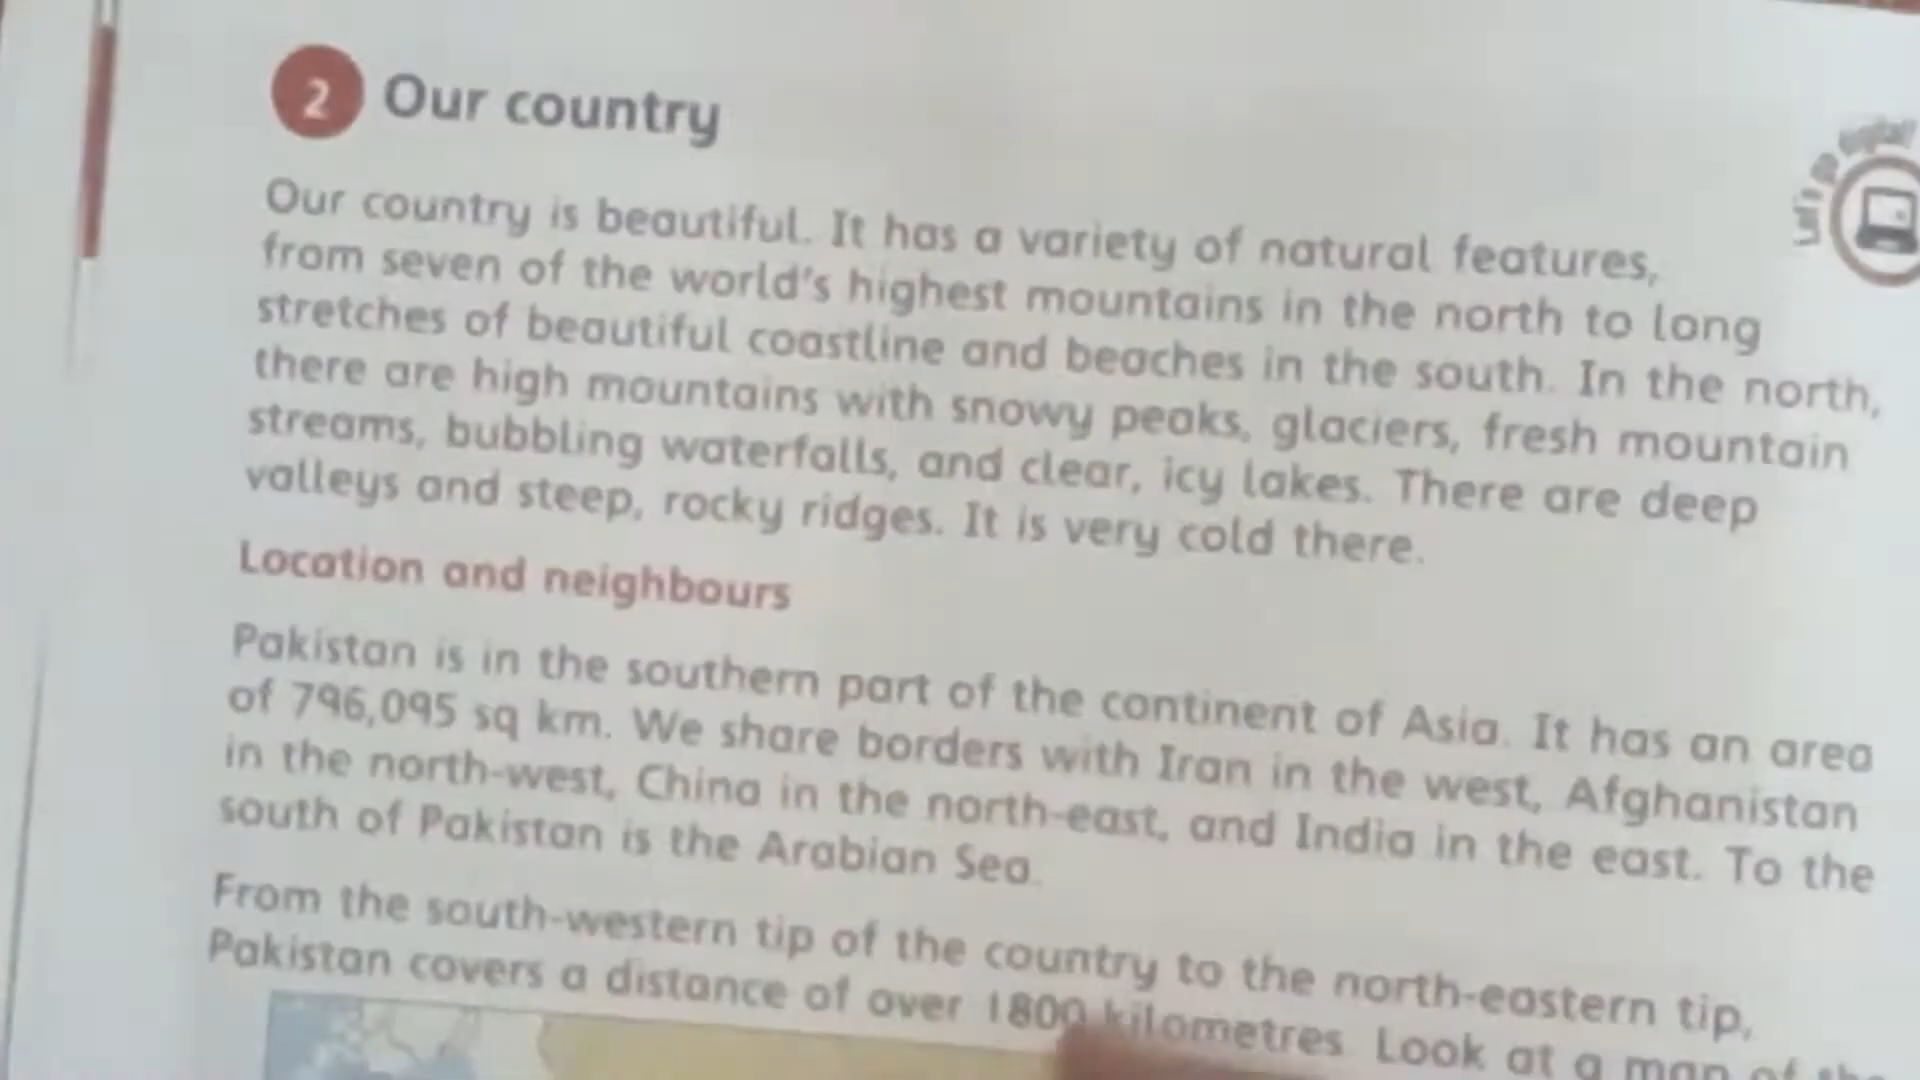 2 Our country
Let's go digital!
Our country is beautiful. It has a variety of natural features,
from seven of the world's highest mountains in the north to long
stretches of beautiful coastline and beaches in the south. In the north,
there are high mountains with snowy peaks, glaciers, fresh mountain
streams, bubbling waterfalls, and clear, icy lakes. There are deep
valleys and steep, rocky ridges. It is very cold there.
Location and neighbours
Pakistan is in the southern part of the continent of Asia. It has an area
of 796,095 sq km. We share borders with Iran in the west, Afghanistan
in the north-west, China in the north-east, and India in the east. To the
south of Pakistan is the Arabian Sea.
From the south-western tip of the country to the north-eastern tip,
Pakistan covers a distance of over 1800 kilometres. Look at a map of the